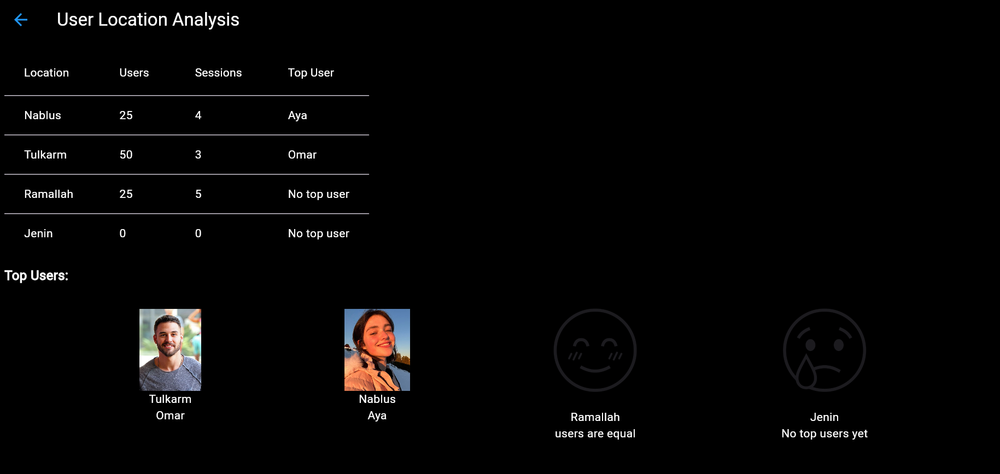 User Location Analysis
Location Users Sessions Top User
Nablus 25 4 Aya
Tulkarm 50 3 Omar
Ramallah 25 5 No top user
Jenin 0 0 No top user
Top Users:
Tulkarm
Omar
Nablus
Aya
Ramallah
users are equal
Jenin
No top users yet